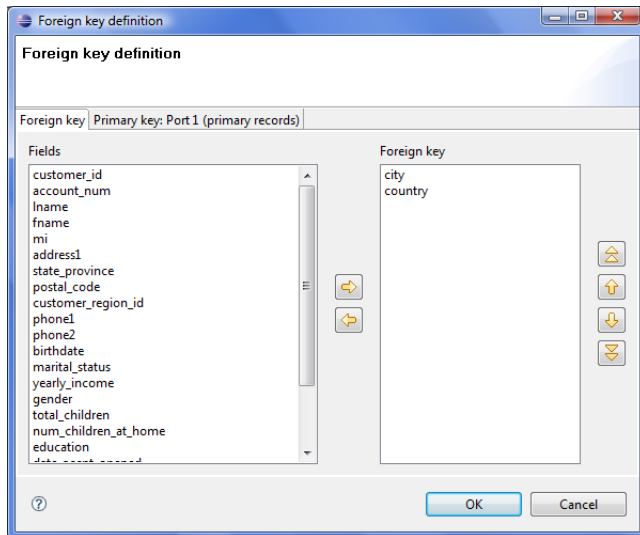 Foreign key definition
Foreign key definition
Foreign key Primary key: Port 1 (primary records)
Fields
customer_id
account_num
lname
fname
mi
address1
state_province
postal_code
customer_region_id
phone1
phone2
birthdate
marital_status
yearly_income
gender
total_children
num_children_at_home
education
Foreign key
city
country
OK Cancel